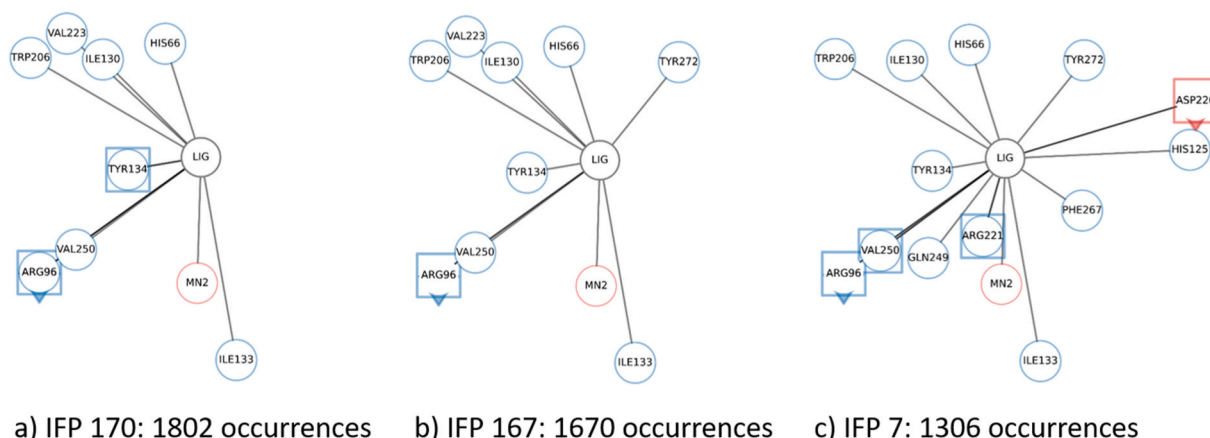 VAL223
HIS66
TRP206
ILE130
LIG
TYR134
VAL250
ARG96
MN2
ILE133
a) IFP 170: 1802 occurrences
VAL223
HIS66
TRP206
ILE130
TYR272
LIG
TYR134
VAL250
ARG96
MN2
ILE133
b) IFP 167: 1670 occurrences
HIS66
TRP206
ILE130
TYR272
ASP220
HIS125
LIG
TYR134
PHE267
ARG221
VAL250
GLN249
ARG96
MN2
ILE133
c) IFP 7: 1306 occurrences